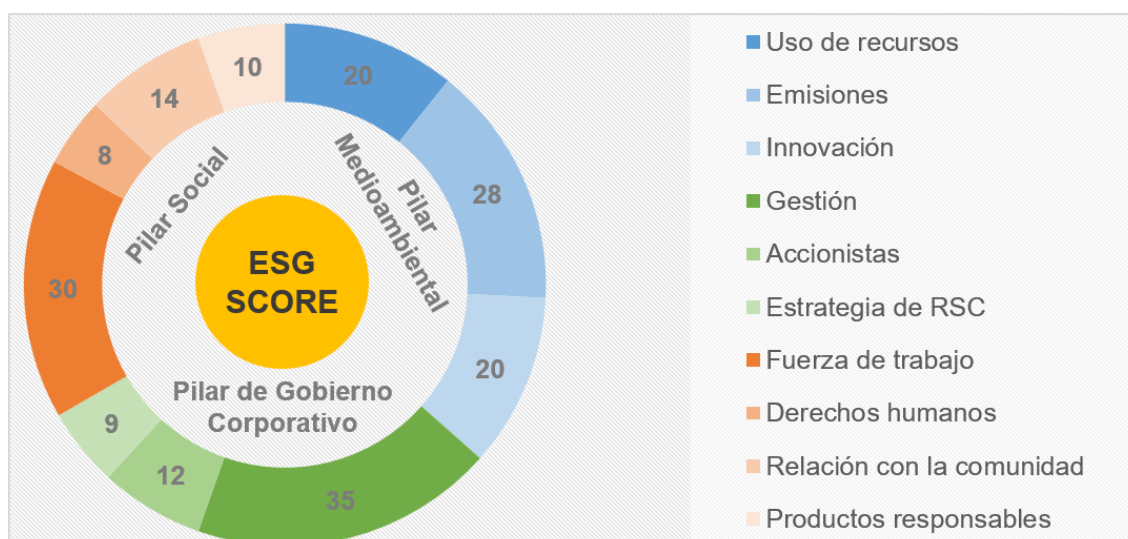 20
28
20
35
12
9
30
8
14
10
Pilar
Medioambiental
Pilar Social
Pilar de Gobierno
Corporativo
ESG
SCORE
Uso de recursos
Emisiones
Innovación
Gestión
Accionistas
Estrategia de RSC
Fuerza de trabajo
Derechos humanos
Relación con la comunidad
Productos responsables